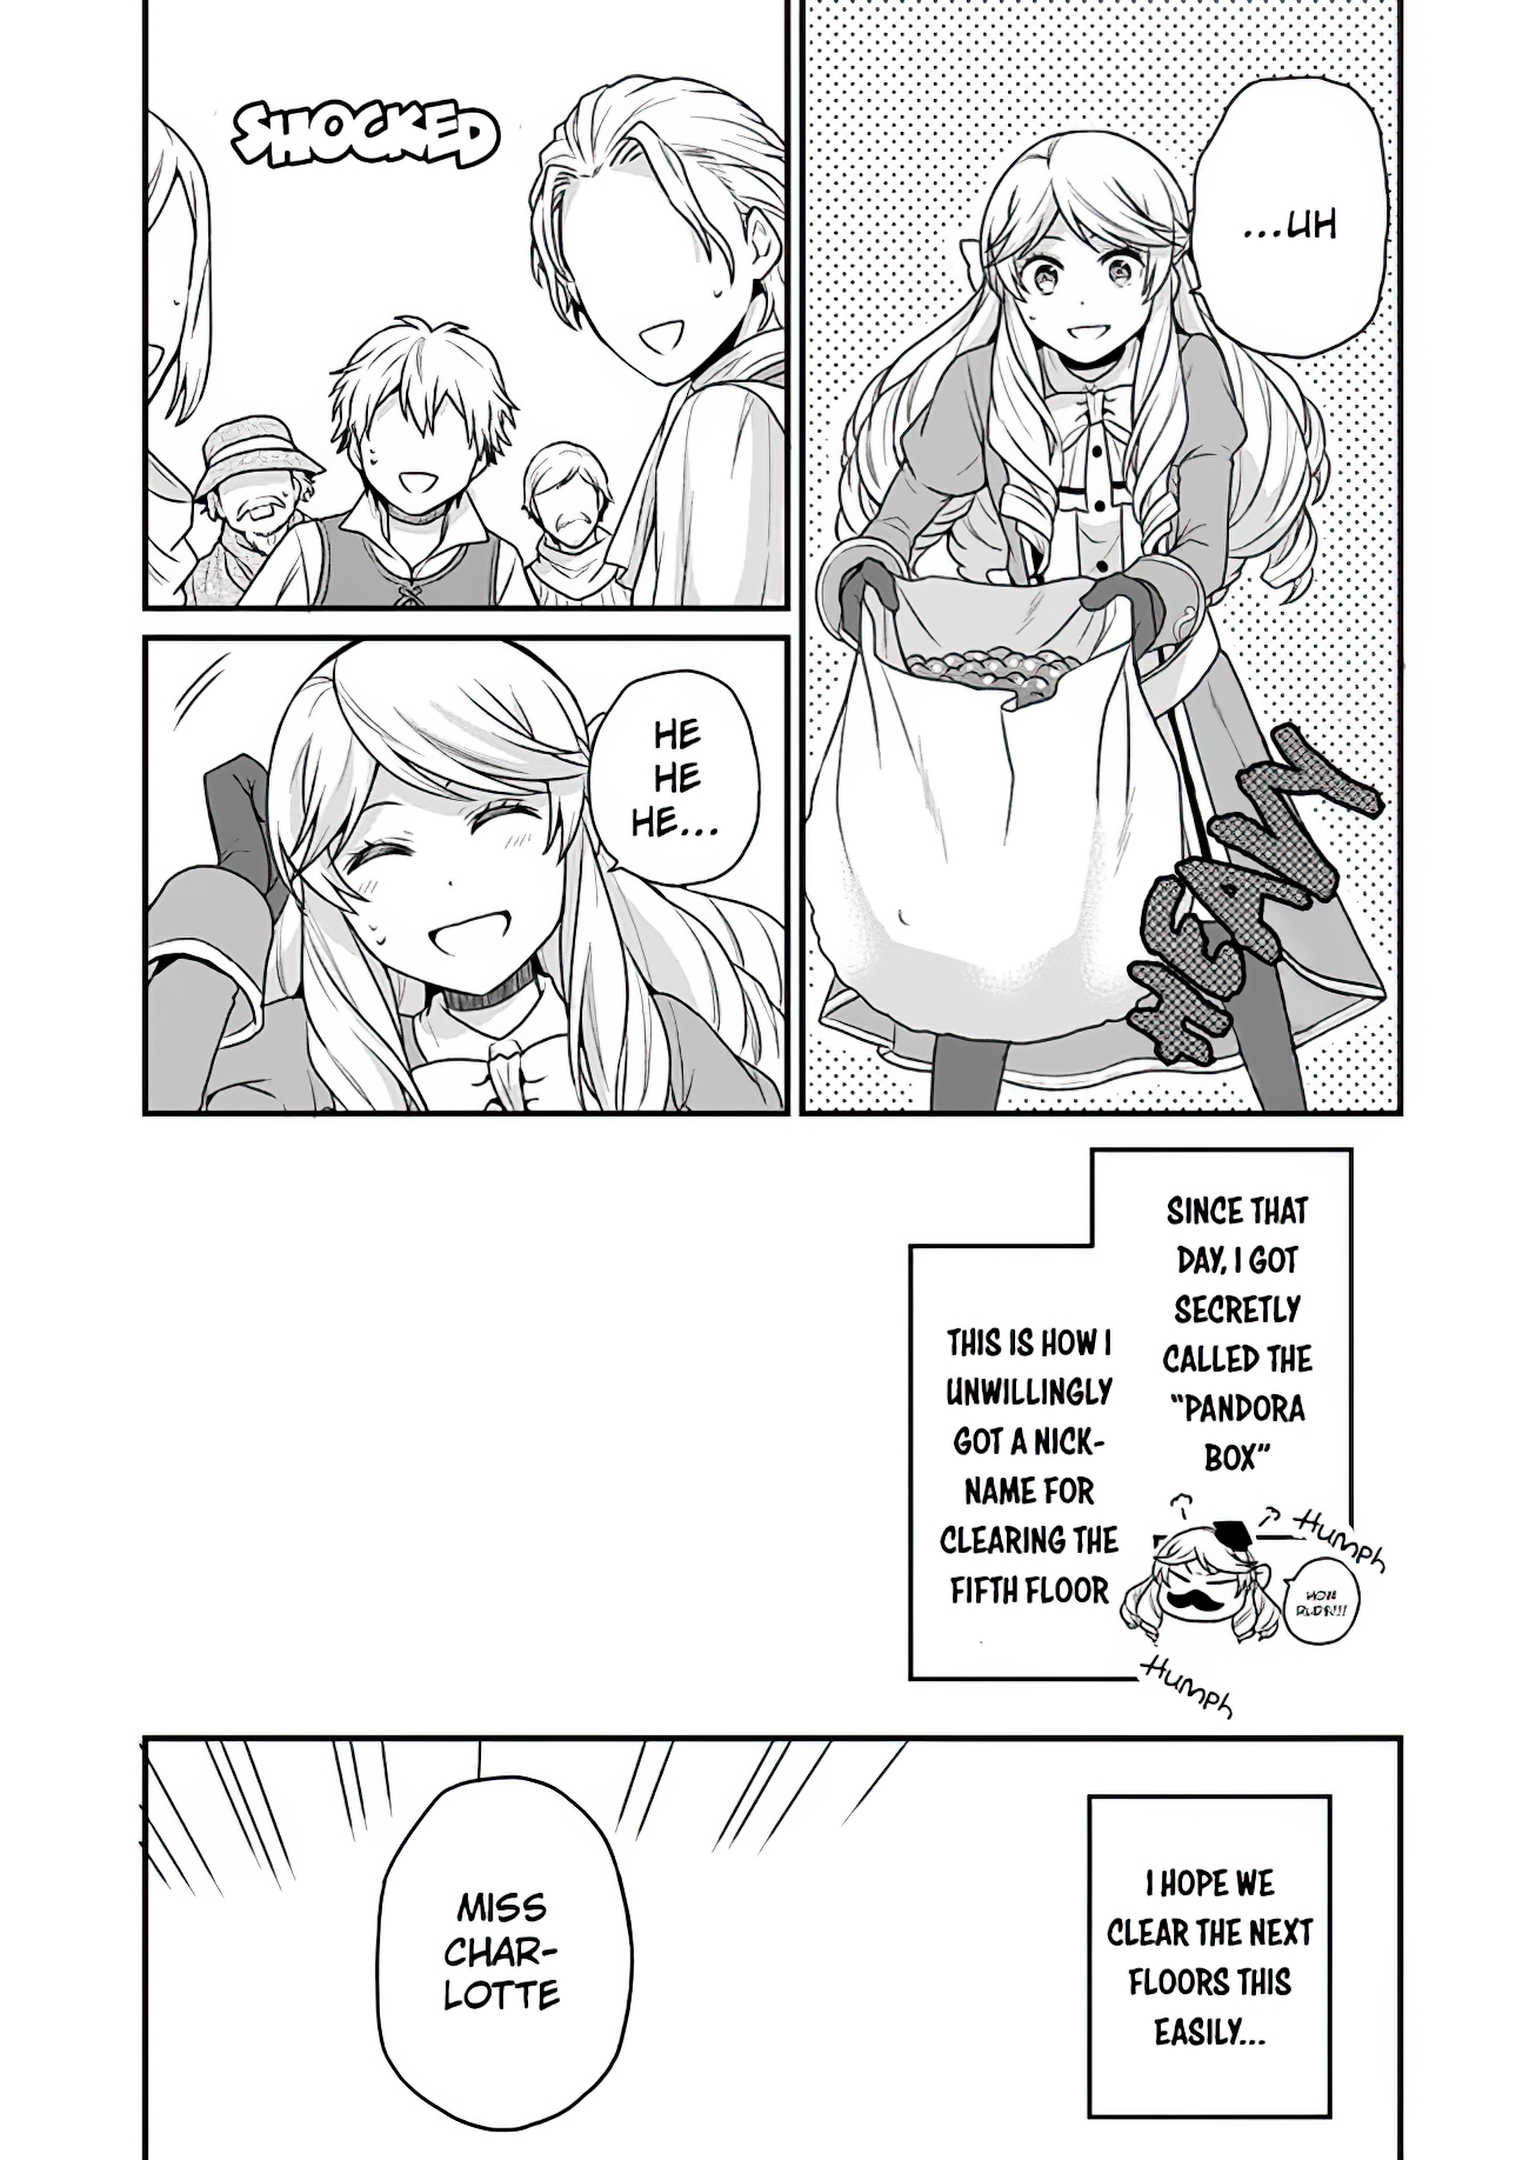 ...UH
HEAVY
SHOCKED
HE
HE
HE...
SINCE THAT
DAY, I GOT
SECRETLY
CALLED THE
"PANDORA
BOX"
Humph
Humph
THIS IS HOW I
UNWILLINGLY
GOT A NICK-
NAME FOR
CLEARING THE
FIFTH FLOOR
I HOPE WE
CLEAR THE NEXT
FLOORS THIS
EASILY...
MISS
CHAR-
LOTTE